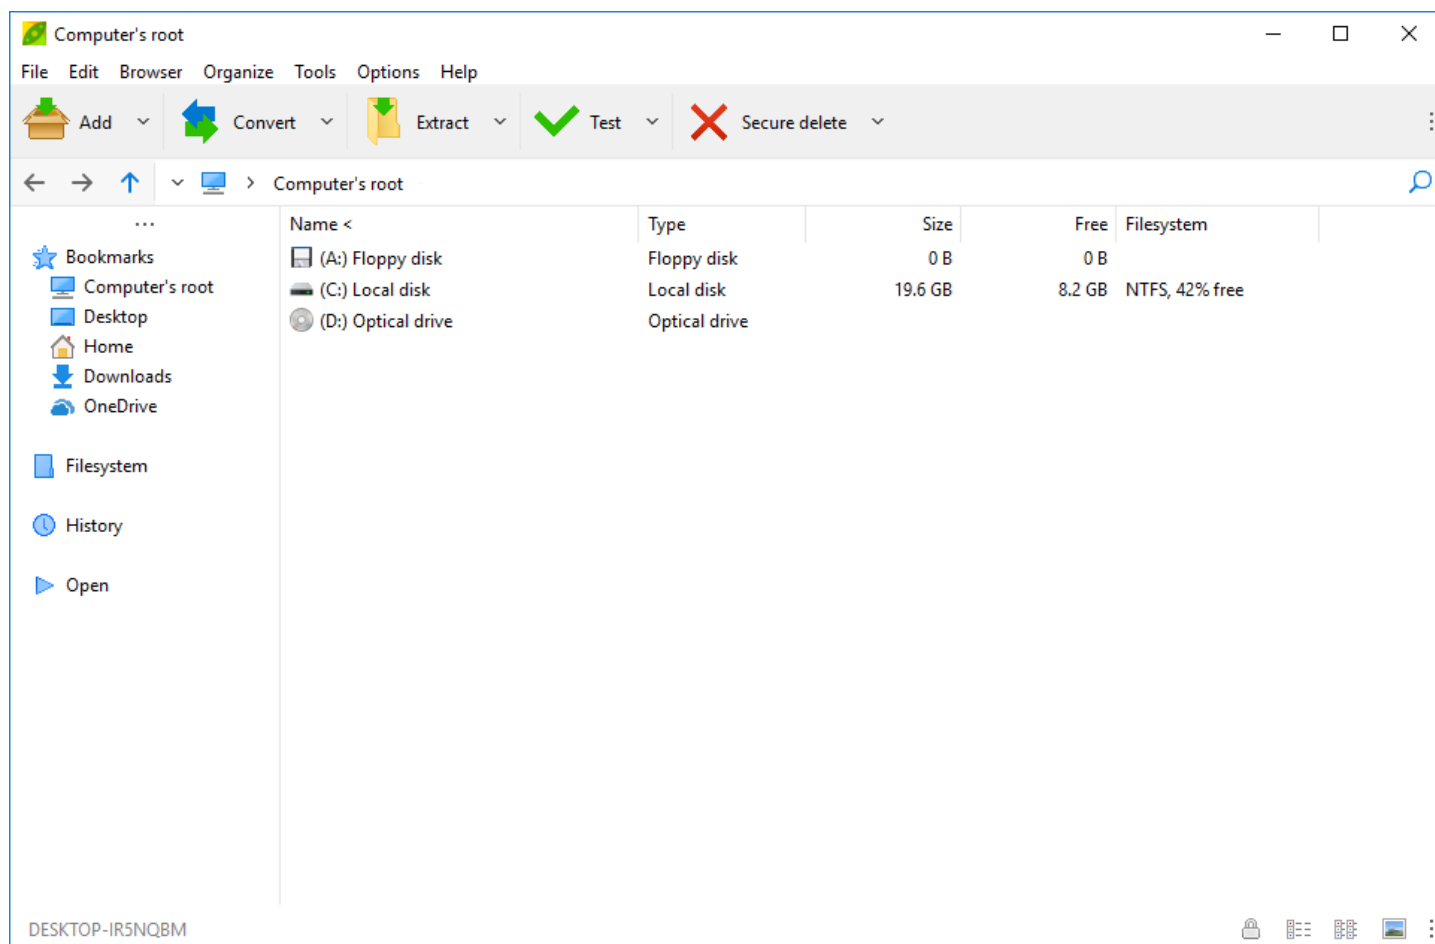 Computer's root
File Edit Browser Organize Tools Options Help
Add Convert Extract Test Secure delete
Computer's root
... Name < Type Size Free Filesystem
Bookmarks (A:) Floppy disk Floppy disk 0 B 0 B
Computer's root (C:) Local disk Local disk 19.6 GB 8.2 GB NTFS, 42% free
Desktop (D:) Optical drive Optical drive
Home
Downloads
OneDrive
Filesystem
History
Open
DESKTOP-IR5NQBM